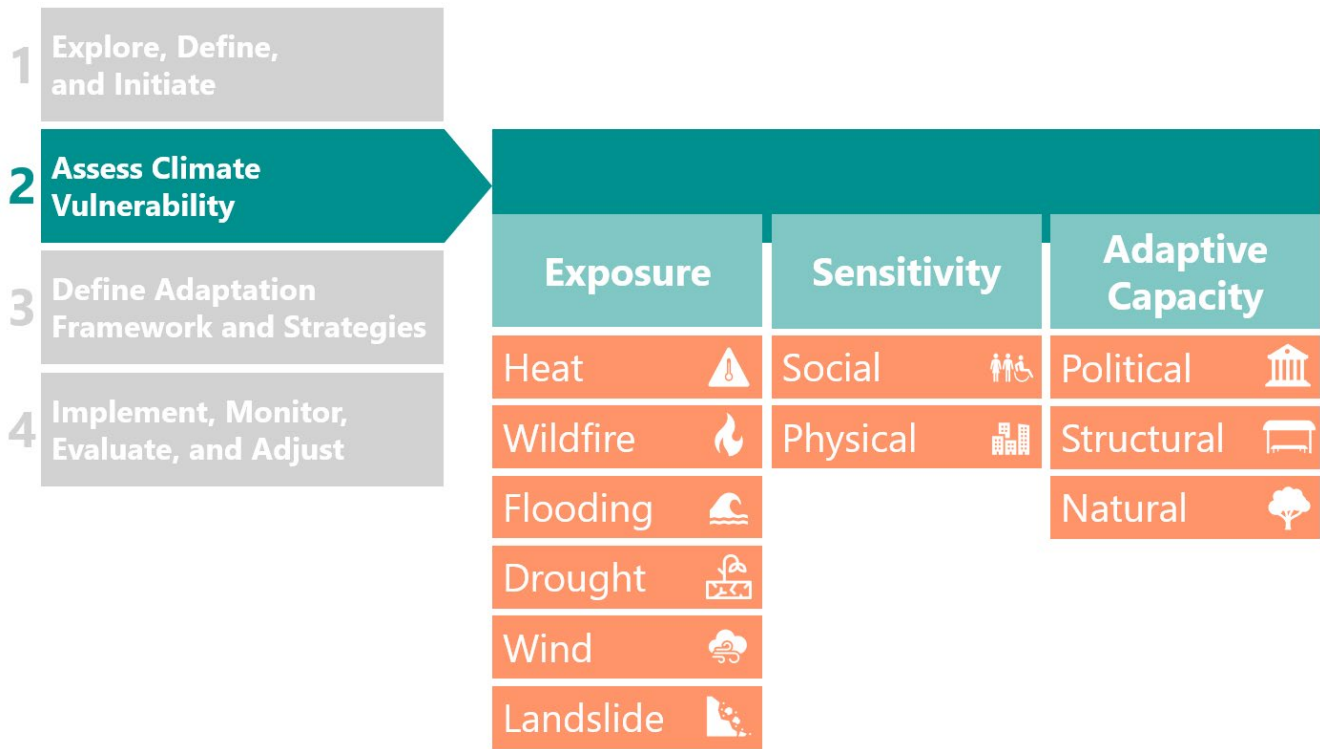 1
Explore, Define,
and Initiate
2
Assess Climate
Vulnerability
3
Define Adaptation
Framework and Strategies
4
Implement, Monitor,
Evaluate, and Adjust
Exposure
Heat
Wildfire
Flooding
Drought
Wind
Landslide
Sensitivity
Social
Physical
Adaptive
Capacity
Political
Structural
Natural